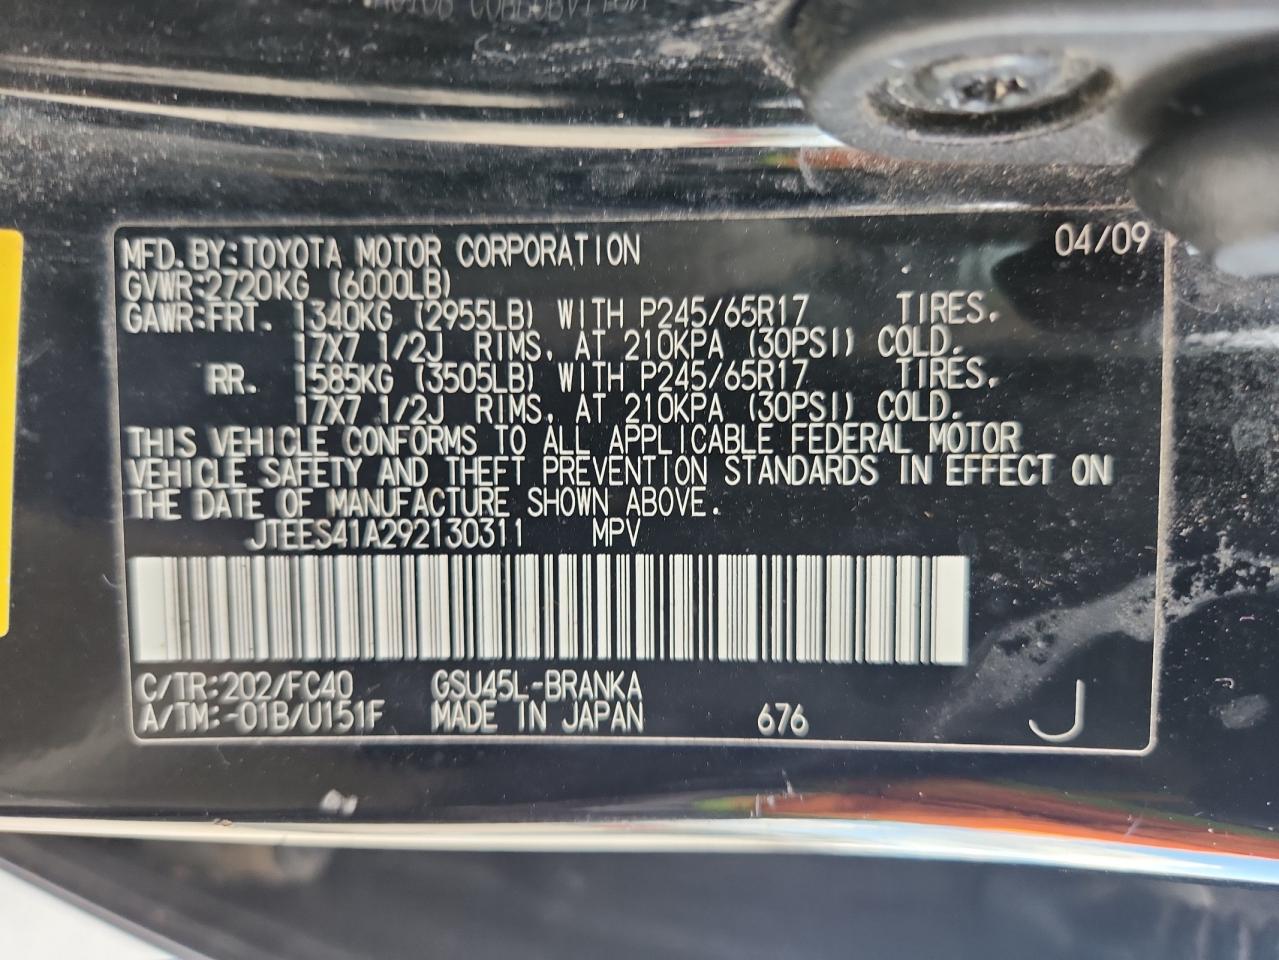 MFD. BY: TOYOTA MOTOR CORPORATION 04/09
GVWR: 2720KG (6000LB)
GAWR: FRT. 1340KG (2955LB) WITH P245/65R17 TIRES,
17X7 1/2J RIMS, AT 210KPA (30PSI) COLD.
RR. 1585KG (3505LB) WITH P245/65R17 TIRES,
17X7 1/2J RIMS, AT 210KPA (30PSI) COLD.
THIS VEHICLE CONFORMS TO ALL APPLICABLE FEDERAL MOTOR
VEHICLE SAFETY AND THEFT PREVENTION STANDARDS IN EFFECT ON
THE DATE OF MANUFACTURE SHOWN ABOVE.
JTEES41A292130311 MPV
C/TR: 202/FC40 GSU45L-BRANKA
A/TM: -01B/U151F MADE IN JAPAN 676 J